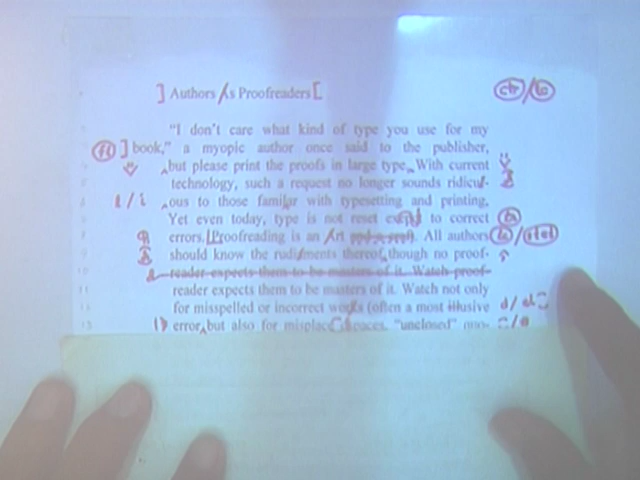 ] Authors As Proofreaders [
"I don't care what kind of type you use for my
book," a myopic author once said to the publisher,
but please print the proofs in large type. With current
technology, such a request no longer sounds ridicul-
ous to those familar with typesetting and printing.
Yet even today, type is not reset to correct
errors. Proofreading is an Art. All authors
should know the rudiments thereof though no proof-
reader expects them to be masters of it. Watch proof-
reader expects them to be masters of it. Watch not only
for misspelled or incorrect works (often a most illusive
error but also for misplaced spaces, "unclosed" quo-